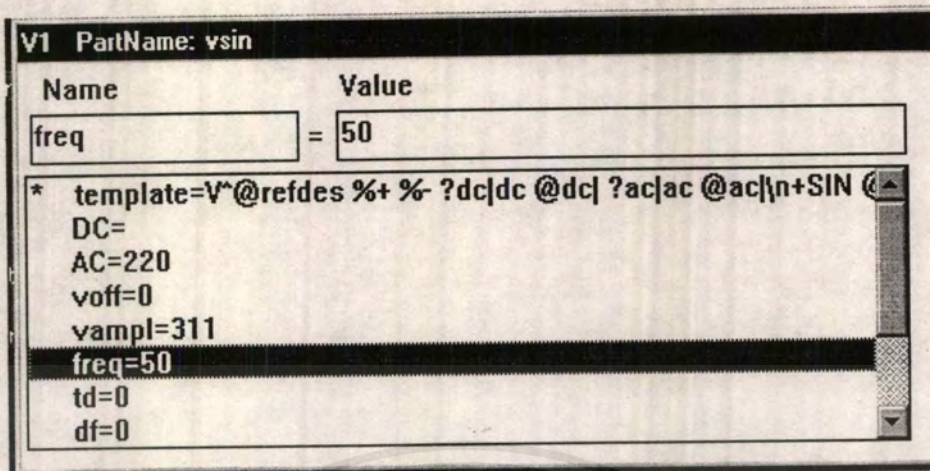 V1 PartName: vsin
Name Value
freq = 50
* template=V^@refdes %+ %- ?dc|dc @dc| ?ac|ac @ac|\n+SIN @
DC=
AC=220
voff=0
vampl=311
freq=50
td=0
df=0